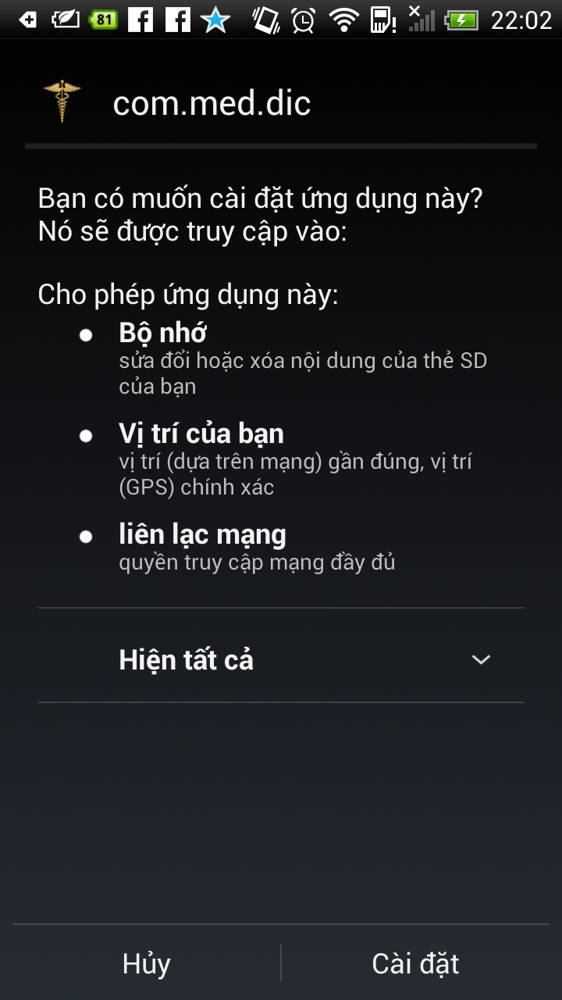 81
22:02
com.med.dic
Bạn có muốn cài đặt ứng dụng này?
Nó sẽ được truy cập vào:
Cho phép ứng dụng này:
Bộ nhớ
sửa đổi hoặc xóa nội dung của thẻ SD
của bạn
Vị trí của bạn
vị trí (dựa trên mạng) gần đúng, vị trí
(GPS) chính xác
liên lạc mạng
quyền truy cập mạng đầy đủ
Hiện tất cả
Hủy
Cài đặt